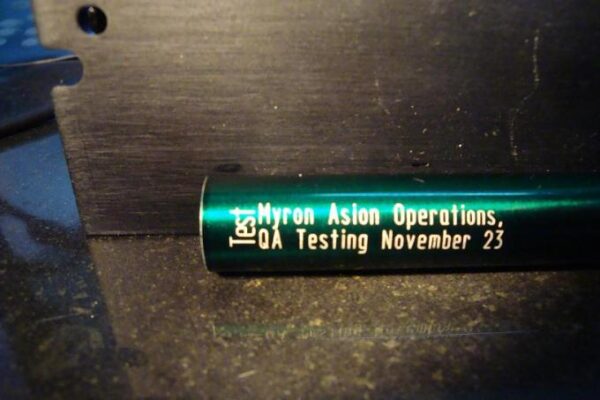 Test
Myron Asion Operations,
QA Testing November 23